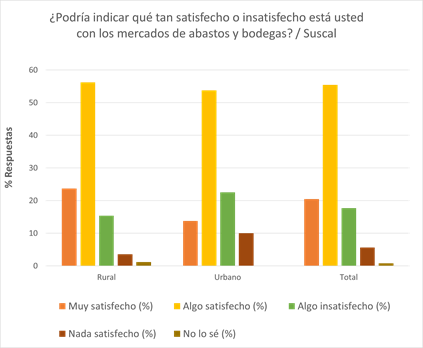 ¿Podría indicar qué tan satisfecho o insatisfecho está usted
con los mercados de abastos y bodegas? / Suscal
% Respuestas
60
50
40
30
20
10
0
Rural
Urbano
Total
Muy satisfecho (%)
Algo satisfecho (%)
Algo insatisfecho (%)
Nada satisfecho (%)
No lo sé (%)